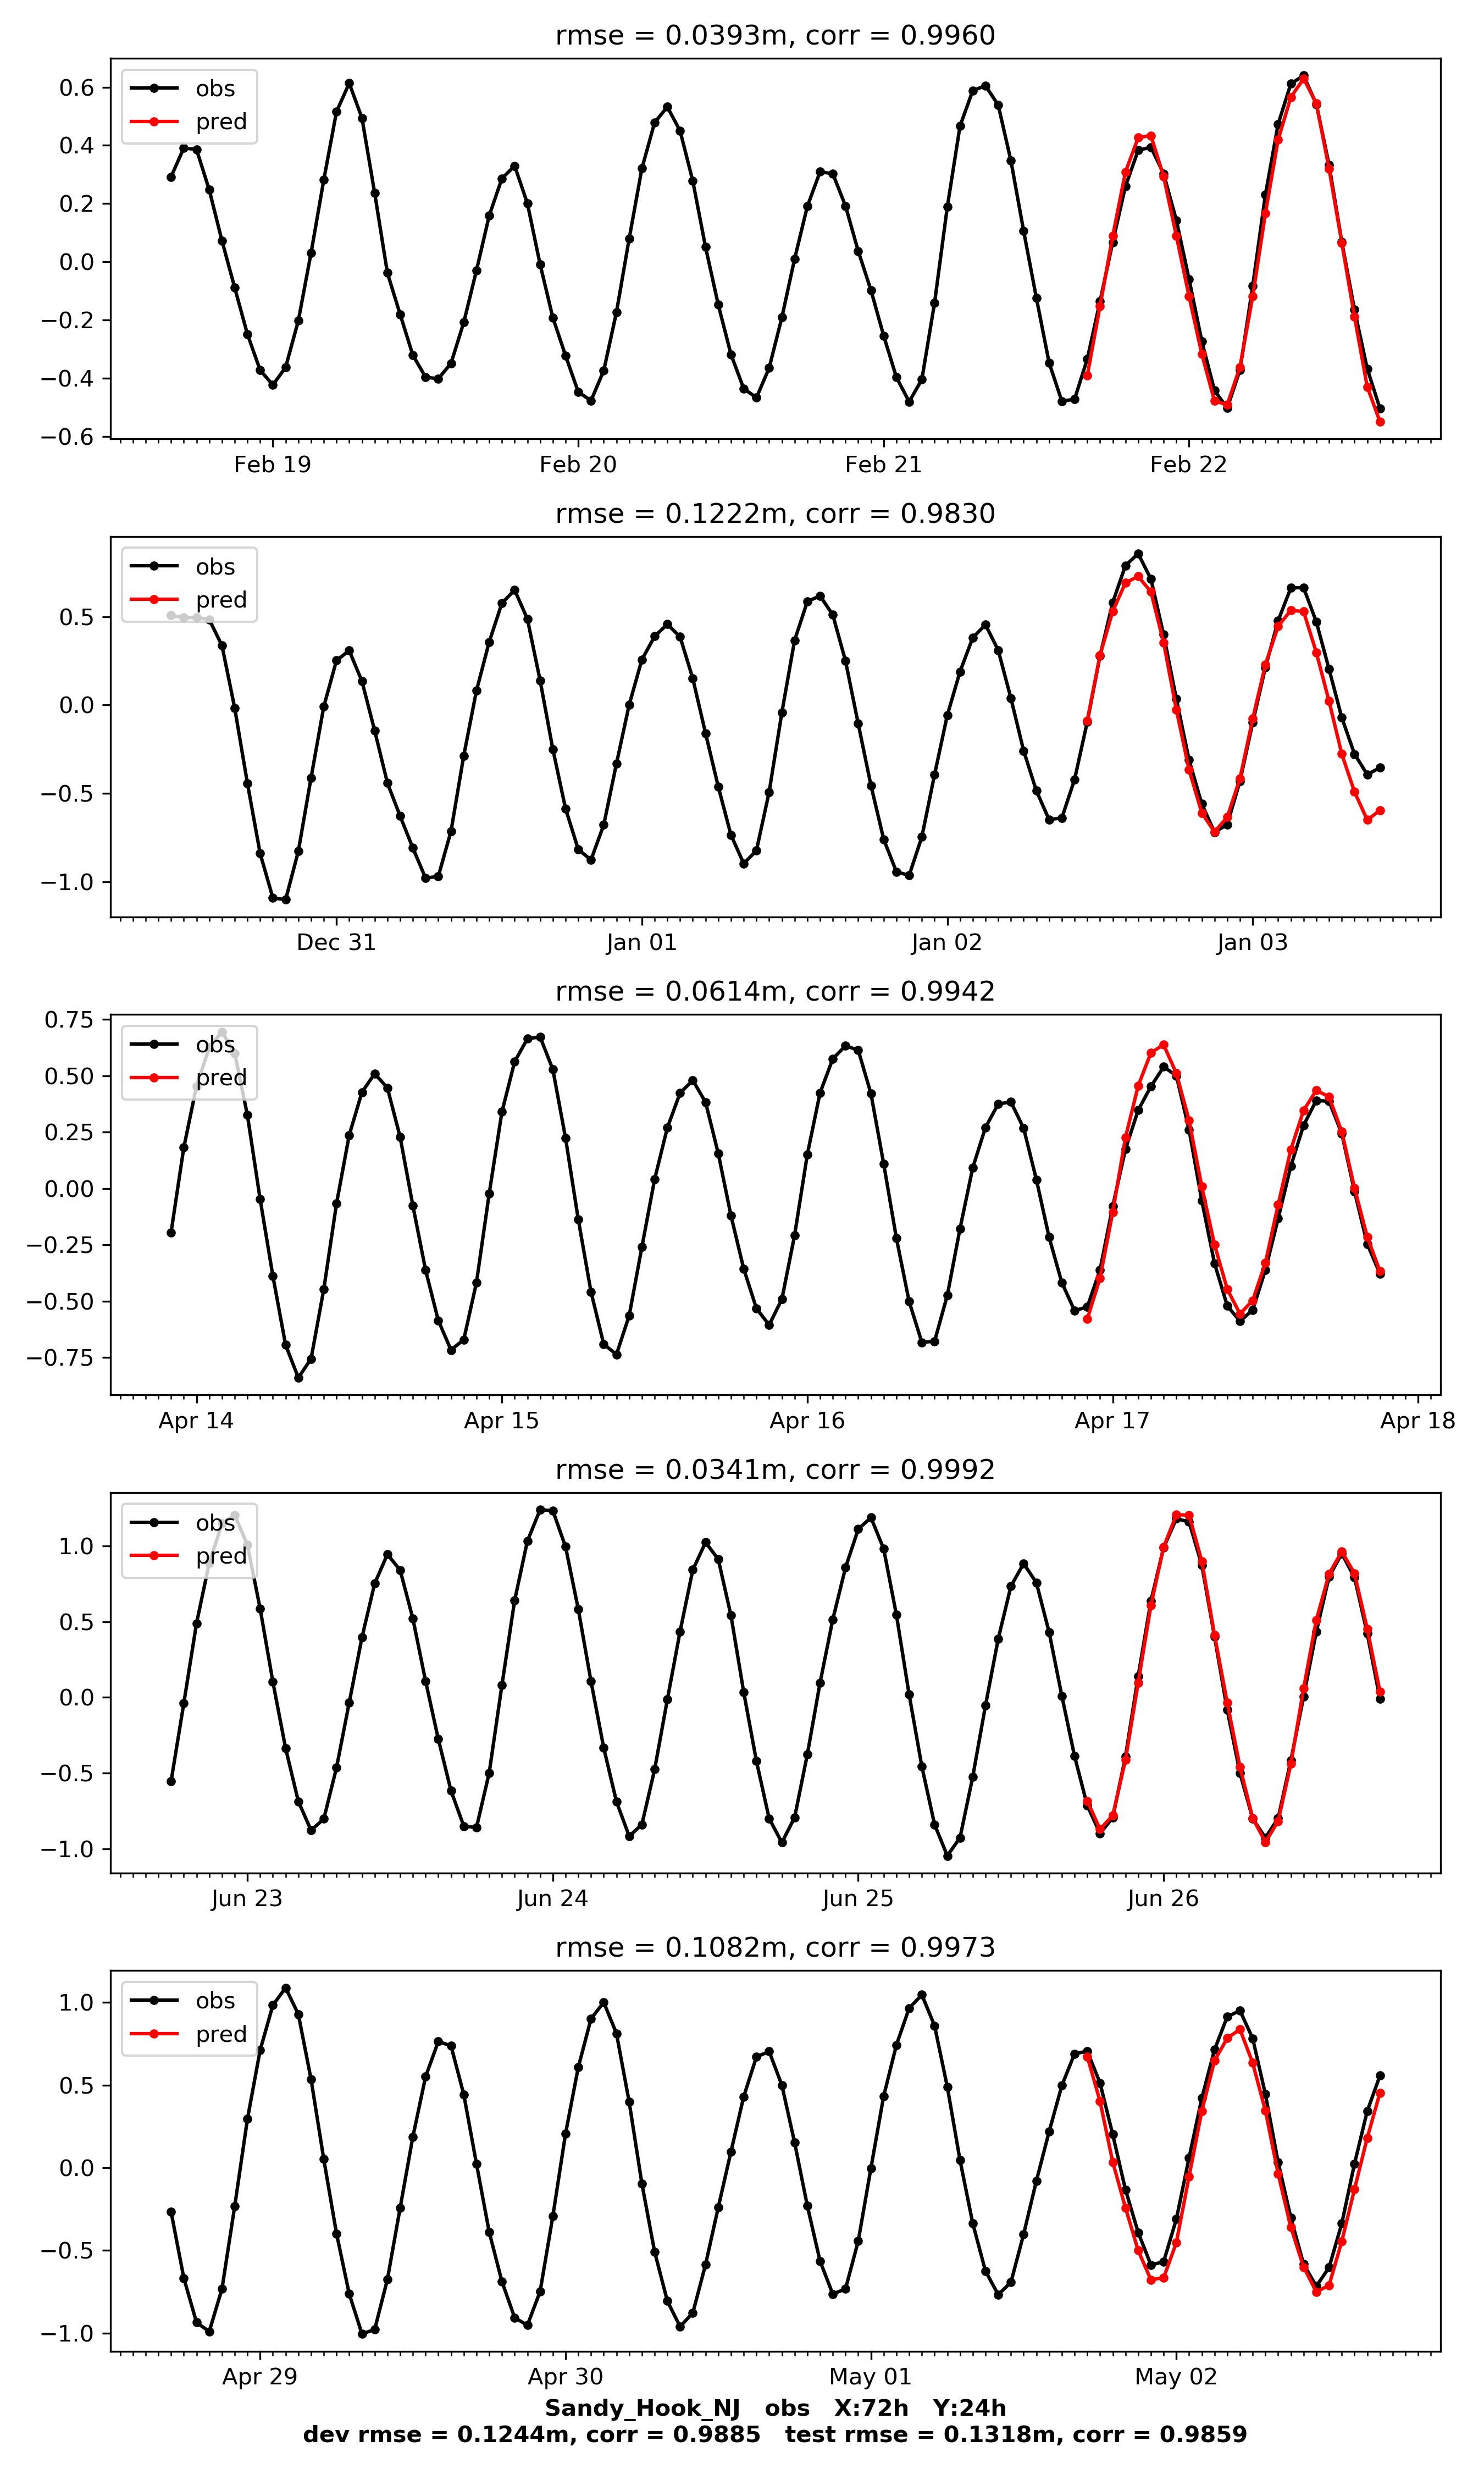 rmse = 0.0393m, corr = 0.9960
obs
pred
0.6
0.4
0.2
0.0
−0.2
−0.4
−0.6
Feb 19 Feb 20 Feb 21 Feb 22
rmse = 0.1222m, corr = 0.9830
obs
pred
0.5
0.0
−0.5
−1.0
Dec 31 Jan 01 Jan 02 Jan 03
rmse = 0.0614m, corr = 0.9942
obs
pred
0.75
0.50
0.25
0.00
−0.25
−0.50
−0.75
Apr 14 Apr 15 Apr 16 Apr 17 Apr 18
rmse = 0.0341m, corr = 0.9992
obs
pred
1.0
0.5
0.0
−0.5
−1.0
Jun 23 Jun 24 Jun 25 Jun 26
rmse = 0.1082m, corr = 0.9973
obs
pred
1.0
0.5
0.0
−0.5
−1.0
Apr 29 Apr 30 May 01 May 02
Sandy_Hook_NJ obs X:72h Y:24h
dev rmse = 0.1244m, corr = 0.9885 test rmse = 0.1318m, corr = 0.9859